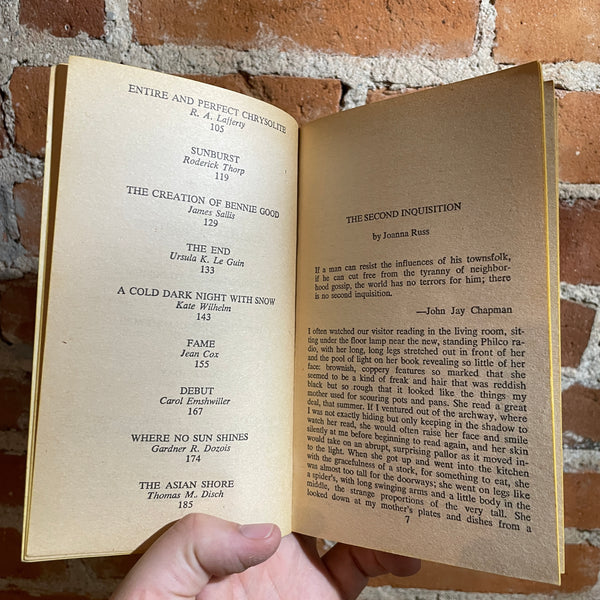 ENTIRE AND PERFECT CHRYSOLITE
R. A. Lafferty
105
SUNBURST
Roderick Thorp
119
THE CREATION OF BENNIE GOOD
James Sallis
129
THE END
Ursula K. Le Guin
133
A COLD DARK NIGHT WITH SNOW
Kate Wilhelm
143
FAME
Jean Cox
155
DEBUT
Carol Emshwiller
167
WHERE NO SUN SHINES
Gardner R. Dozois
174
THE ASIAN SHORE
Thomas M. Disch
185
THE SECOND INQUISITION
by Joanna Russ
If a man can resist the influences of his townsfolk,
if he can cut free from the tyranny of neighbor-
hood gossip, the world has no terrors for him; there
is no second inquisition.
—John Jay Chapman
I often watched our visitor reading in the living room, sit-
ting under the floor lamp near the new, standing Philco ra-
dio, with her long, long legs stretched out in front of her
and the pool of light on her book revealing so little of her
face: brownish, coppery features so marked that she
seemed to be a kind of freak and hair that was reddish
black but so rough that it looked like the things my
mother used for scouring pots and pans. She read a great
deal, that summer. If I ventured out of the archway, where
I was not exactly hiding but only keeping in the shadow to
watch her read, she would often raise her face and smile
silently at me before beginning to read again, and her skin
would take on an abrupt, surprising pallor as it moved in-
to the light. When she got up and went into the kitchen
with the gracefulness of a stork, for something to eat, she
was almost too tall for the doorways; she went on legs like
a spider's, with long swinging arms and a little body in the
middle, the strange proportions of the very tall. She
looked down at my mother's plates and dishes from a
7